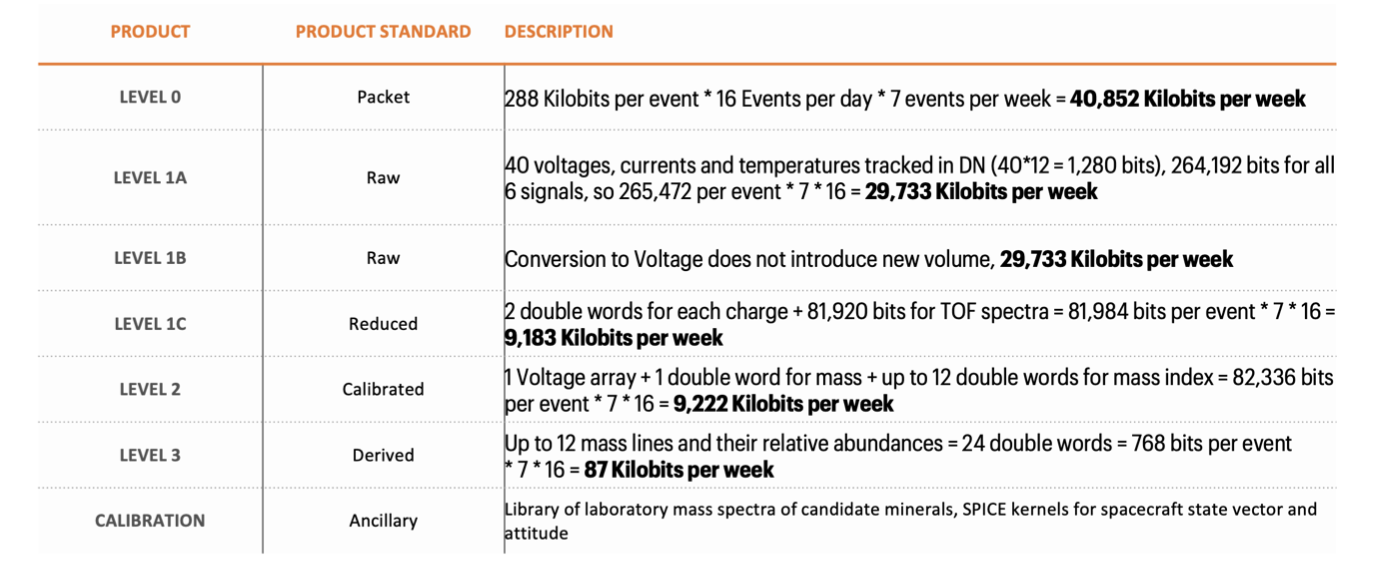 PRODUCT PRODUCT STANDARD DESCRIPTION
LEVEL 0 Packet 288 Kilobits per event * 16 Events per day * 7 events per week = 40,852 Kilobits per week
LEVEL 1A Raw 40 voltages, currents and temperatures tracked in DN (40*12 = 1,280 bits), 264,192 bits for all
6 signals, so 265,472 per event * 7 * 16 = 29,733 Kilobits per week
LEVEL 1B Raw Conversion to Voltage does not introduce new volume, 29,733 Kilobits per week
LEVEL 1C Reduced 2 double words for each charge + 81,920 bits for TOF spectra = 81,984 bits per event * 7 * 16 =
9,183 Kilobits per week
LEVEL 2 Calibrated 1 Voltage array + 1 double word for mass + up to 12 double words for mass index = 82,336 bits
per event * 7 * 16 = 9,222 Kilobits per week
LEVEL 3 Derived Up to 12 mass lines and their relative abundances = 24 double words = 768 bits per event
* 7 * 16 = 87 Kilobits per week
CALIBRATION Ancillary Library of laboratory mass spectra of candidate minerals, SPICE kernels for spacecraft state vector and
attitude